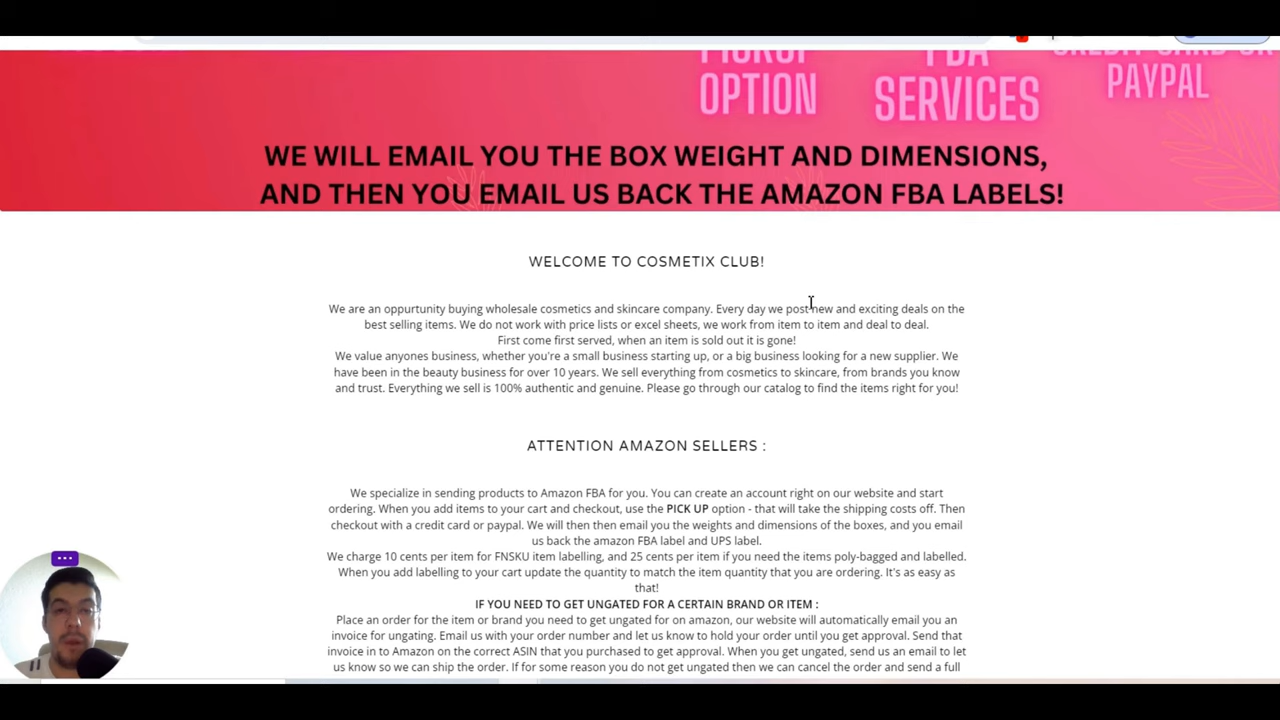 PICKUP
OPTION
FBA
SERVICES
CREDIT CARD OR
PAYPAL
WE WILL EMAIL YOU THE BOX WEIGHT AND DIMENSIONS,
AND THEN YOU EMAIL US BACK THE AMAZON FBA LABELS!
WELCOME TO COSMETIX CLUB!
We are an oppurtunity buying wholesale cosmetics and skincare company. Every day we post new and exciting deals on the
best selling items. We do not work with price lists or excel sheets, we work from item to item and deal to deal.
First come first served, when an item is sold out it is gone!
We value anyones business, whether you're a small business starting up, or a big business looking for a new supplier. We
have been in the beauty business for over 10 years. We sell everything from cosmetics to skincare, from brands you know
and trust. Everything we sell is 100% authentic and genuine. Please go through our catalog to find the items right for you!
ATTENTION AMAZON SELLERS :
We specialize in sending products to Amazon FBA for you. You can create an account right on our website and start
ordering. When you add items to your cart and checkout, use the PICK UP option - that will take the shipping costs off. Then
checkout with a credit card or paypal. We will then then email you the weights and dimensions of the boxes, and you email
us back the amazon FBA label and UPS label.
We charge 10 cents per item for FNSKU item labelling, and 25 cents per item if you need the items poly-bagged and labelled.
When you add labelling to your cart update the quantity to match the item quantity that you are ordering. It's as easy as
that!
IF YOU NEED TO GET UNGATED FOR A CERTAIN BRAND OR ITEM :
Place an order for the item or brand you need to get ungated for on amazon, our website will automatically email you an
invoice for ungating. Email us with your order number and let us know to hold your order until you get approval. Send that
invoice in to Amazon on the correct ASIN that you purchased to get approval. When you get ungated, send us an email to let
us know so we can ship the order. If for some reason you do not get ungated then we can cancel the order and send a full